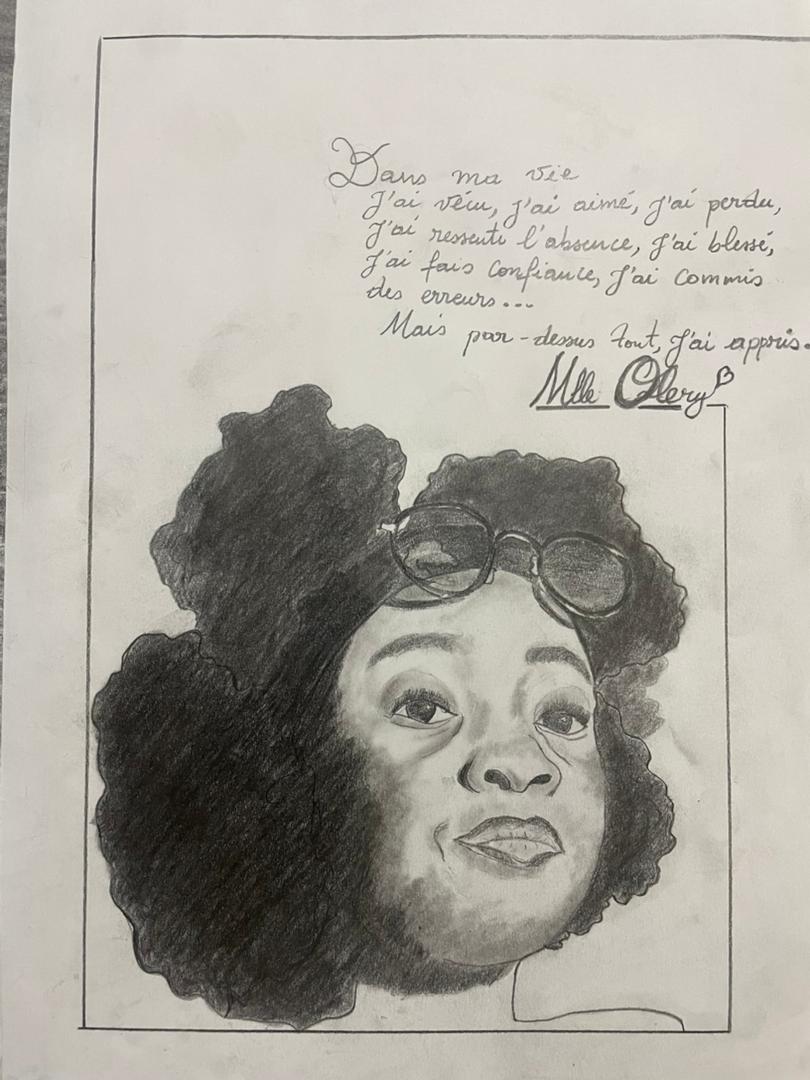 Dans ma vie
J'ai vécu, J'ai aimé, J'ai perdu,
J'ai ressenti l'absence, J'ai blessé,
J'ai fais confiance, J'ai commis
des erreurs...
Mais par-dessus tout, J'ai appris.
Mlle Olery